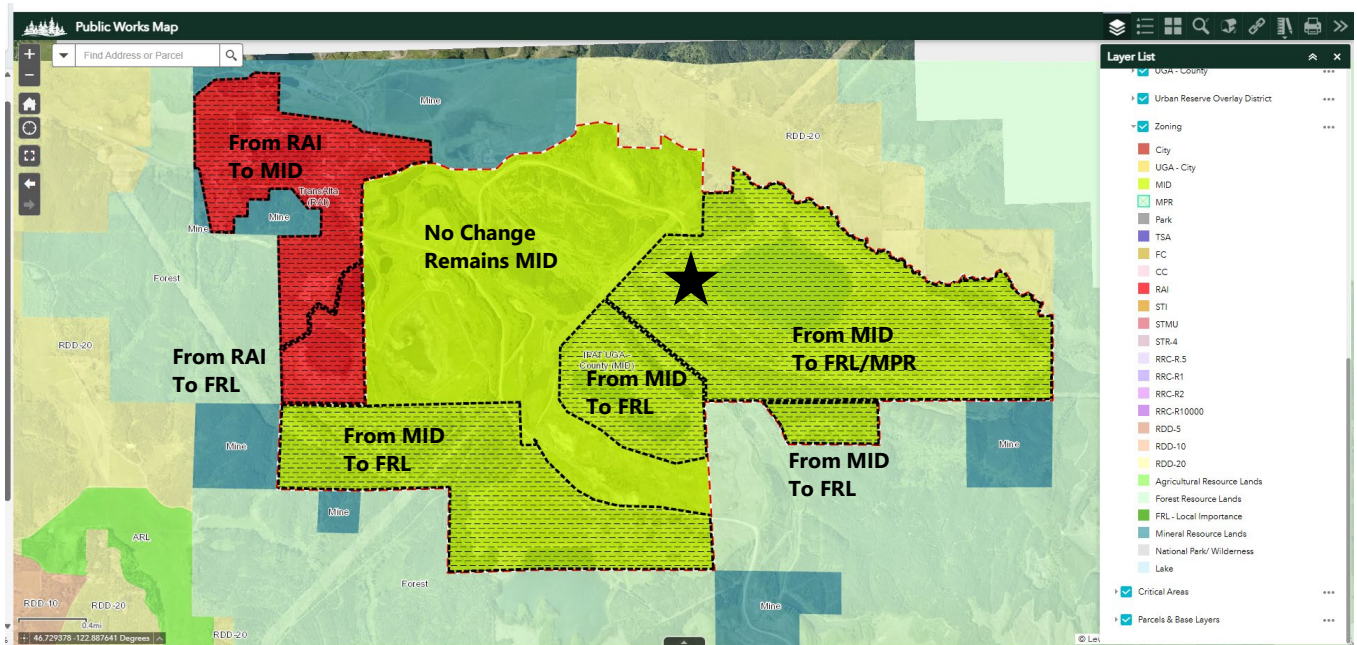 Public Works Map
Find Address or Parcel
Layer List
UGA - County
Urban Reserve Overlay District
Zoning
City
UGA - City
MID
MPR
Park
TSA
FC
CC
RAI
STI
STMU
STR-4
RRC-R.5
RRC-R1
RRC-R2
RRC-R10000
RDD-5
RDD-10
RDD-20
Agricultural Resource Lands
Forest Resource Lands
FRL - Local Importance
Mineral Resource Lands
National Park/ Wilderness
Lake
Critical Areas
Parcels & Base Layers
Mine
RDD-20
From RAI
To MID
TransAlta
(RAI)
Mine
Mine
No Change
Remains MID
Forest
RDD-20
From RAI
To FRL
From MID
To FRL/MPR
IPAT UGA -
County (MID)
From MID
To FRL
From MID
To FRL
Mine
Mine
From MID
To FRL
Mine
ARL
Forest
RDD-10
RDD-20
Mine
0.4mi
RDD-20
46.729378 -122.887641 Degrees